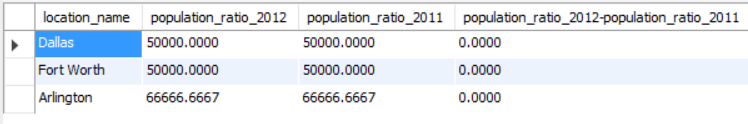 location_name population_ratio_2012 population_ratio_2011 population_ratio_2012-population_ratio_2011
Dallas 50000.0000 50000.0000 0.0000
Fort Worth 50000.0000 50000.0000 0.0000
Arlington 66666.6667 66666.6667 0.0000